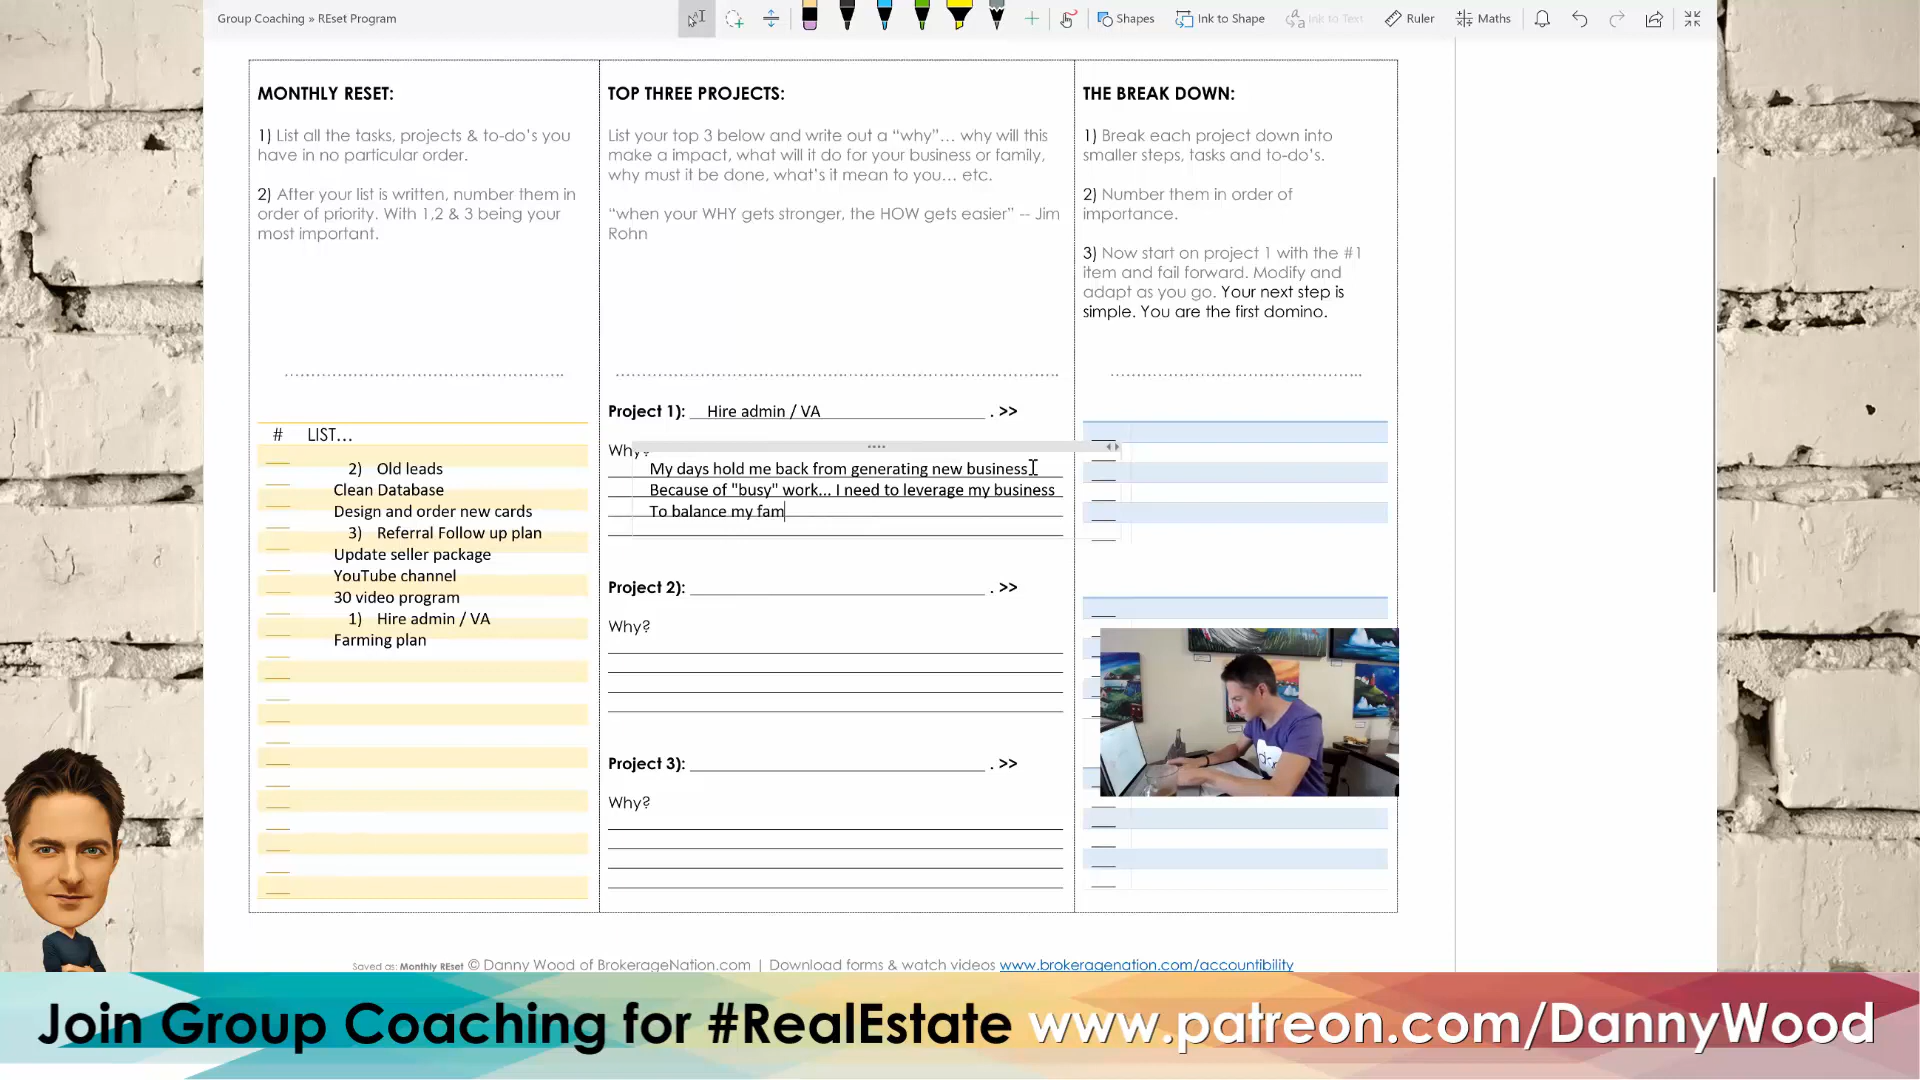 Group Coaching » REset Program
Shapes
Ink to Shape
Ink to Text
Ruler
Maths
MONTHLY RESET:
1) List all the tasks, projects & to-do's you
have in no particular order.
2) After your list is written, number them in
order of priority. With 1,2 & 3 being your
most important.
# LIST…
2) Old leads
Clean Database
Design and order new cards
3) Referral Follow up plan
Update seller package
YouTube channel
30 video program
1) Hire admin / VA
Farming plan
TOP THREE PROJECTS:
List your top 3 below and write out a “why”… why will this
make a impact, what will it do for your business or family,
why must it be done, what’s it mean to you… etc.
“when your WHY gets stronger, the HOW gets easier” -- Jim
Rohn
Project 1): Hire admin / VA . >>
Why?
My days hold me back from generating new business
Because of "busy" work... I need to leverage my business
To balance my fam
Project 2): . >>
Why?
Project 3): . >>
Why?
THE BREAK DOWN:
1) Break each project down into
smaller steps, tasks and to-do’s.
2) Number them in order of
importance.
3) Now start on project 1 with the #1
item and fail forward. Modify and
adapt as you go. Your next step is
simple. You are the first domino.
Saved as: Monthly REset © Danny Wood of BrokerageNation.com | Download forms & watch videos www.brokeragenation.com/accountibility
Join Group Coaching for #RealEstate www.patreon.com/DannyWood